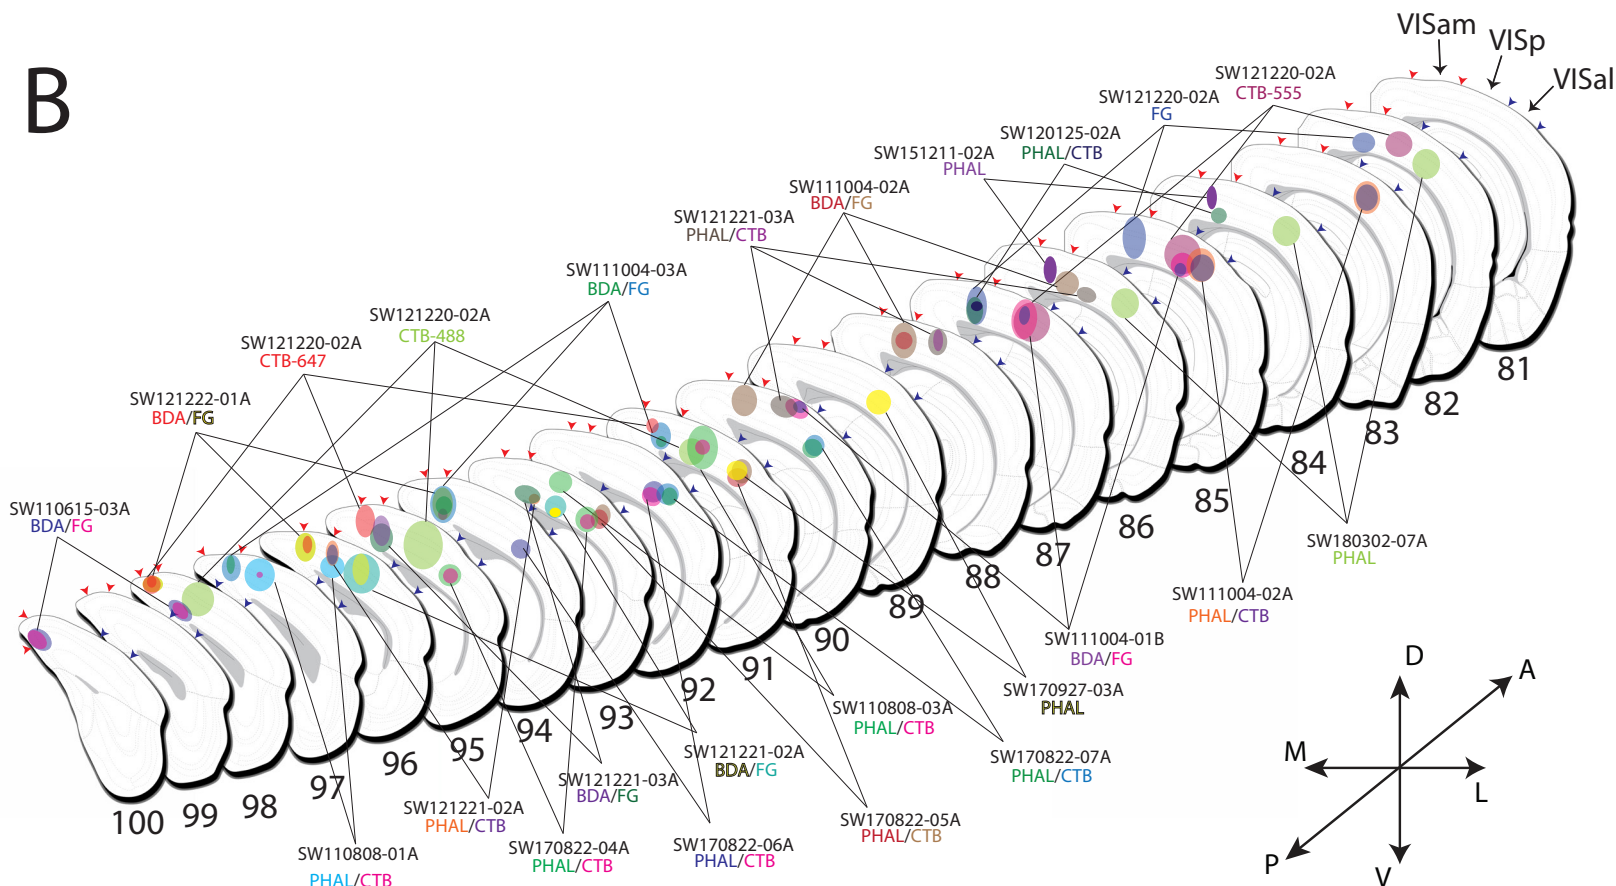 B
VISam
VISp
VISal
SW121220-02A
CTB-555
SW121220-02A
FG
SW120125-02A
PHAL/CTB
SW151211-02A
PHAL
SW111004-02A
BDA/FG
SW121221-03A
PHAL/CTB
SW111004-03A
BDA/FG
SW121220-02A
CTB-488
SW121220-02A
CTB-647
SW121222-01A
BDA/FG
SW110615-03A
BDA/FG
81
82
83
84
85
86
87
88
89
90
91
92
93
94
95
96
97
98
99
100
SW180302-07A
PHAL
SW111004-02A
PHAL/CTB
SW111004-01B
BDA/FG
SW170927-03A
PHAL
SW110808-03A
PHAL/CTB
SW170822-07A
PHAL/CTB
SW121221-02A
BDA/FG
SW121221-03A
BDA/FG
SW121221-02A
PHAL/CTB
SW170822-05A
PHAL/CTB
SW170822-06A
PHAL/CTB
SW170822-04A
PHAL/CTB
SW110808-01A
PHAL/CTB
D
A
M
L
P
V